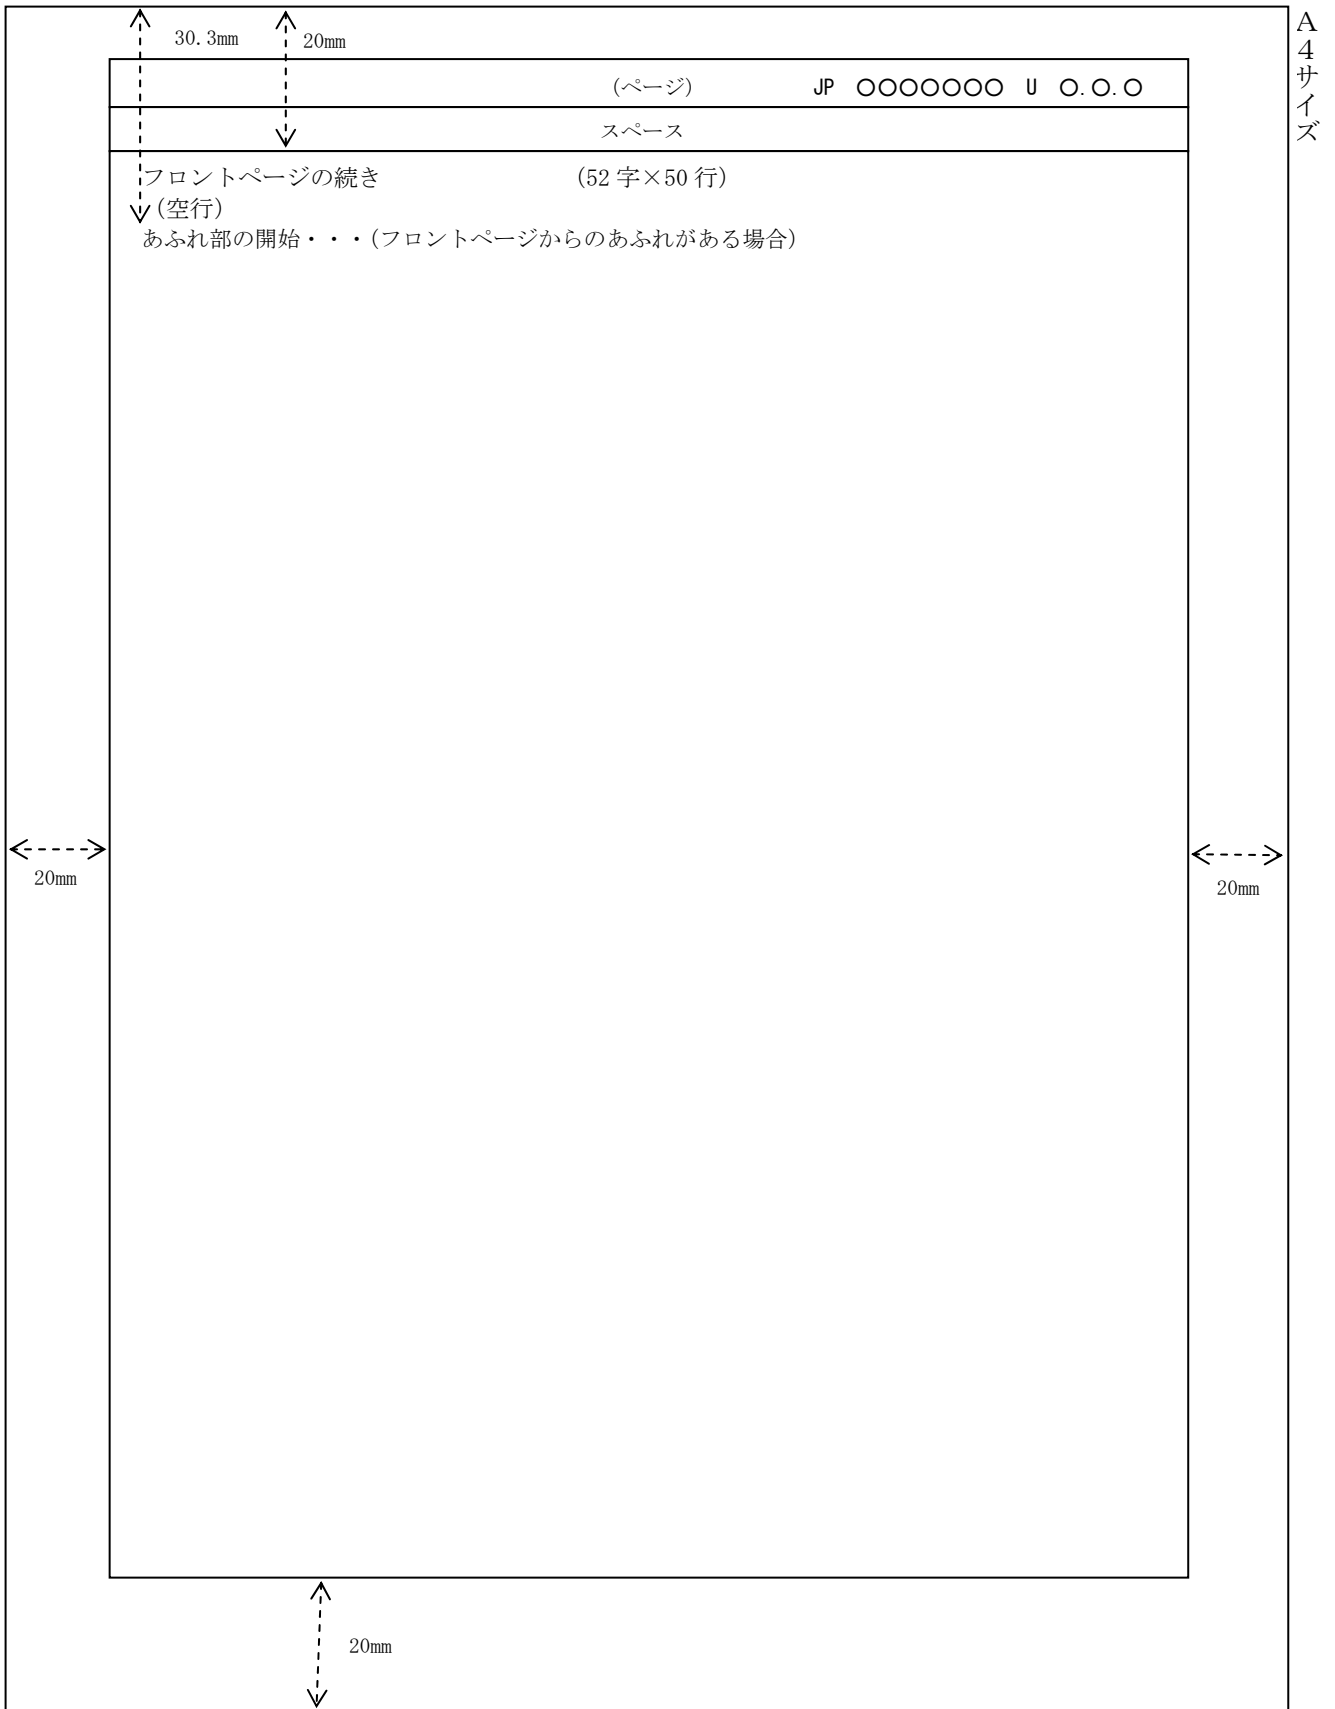 A4サイズ
30.3mm
20mm
(ページ) JP ○○○○○○○ U ○.○.○
スペース
フロントページの続き (52字×50行)
(空行)
あふれ部の開始・・・(フロントページからのあふれがある場合)
20mm
20mm
20mm